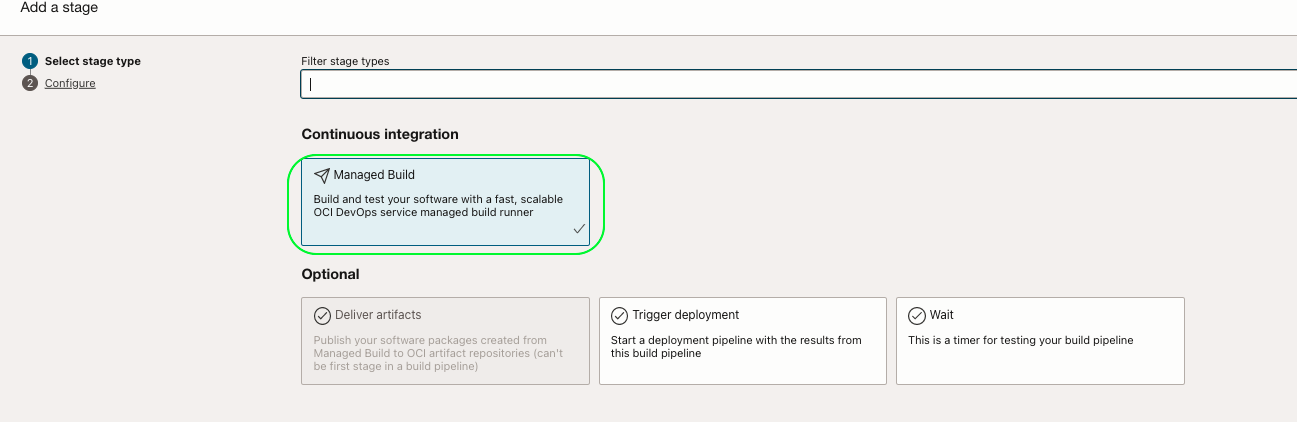 Add a stage
1 Select stage type
2 Configure
Filter stage types
Continuous integration
Managed Build
Build and test your software with a fast, scalable
OCI DevOps service managed build runner
Optional
Deliver artifacts
Publish your software packages created from
Managed Build to OCI artifact repositories (can't
be first stage in a build pipeline)
Trigger deployment
Start a deployment pipeline with the results from
this build pipeline
Wait
This is a timer for testing your build pipeline